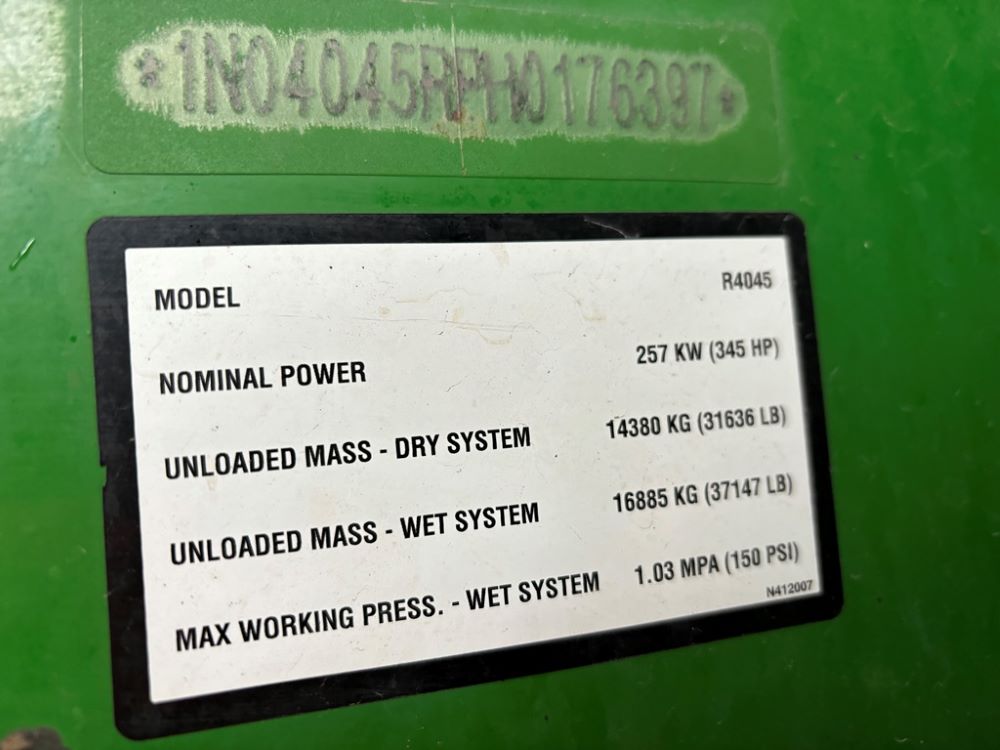 *1N04045RPH0176397*
MODEL R4045
NOMINAL POWER 257 KW (345 HP)
UNLOADED MASS - DRY SYSTEM 14380 KG (31636 LB)
UNLOADED MASS - WET SYSTEM 16885 KG (37147 LB)
MAX WORKING PRESS. - WET SYSTEM 1.03 MPA (150 PSI)
N412007